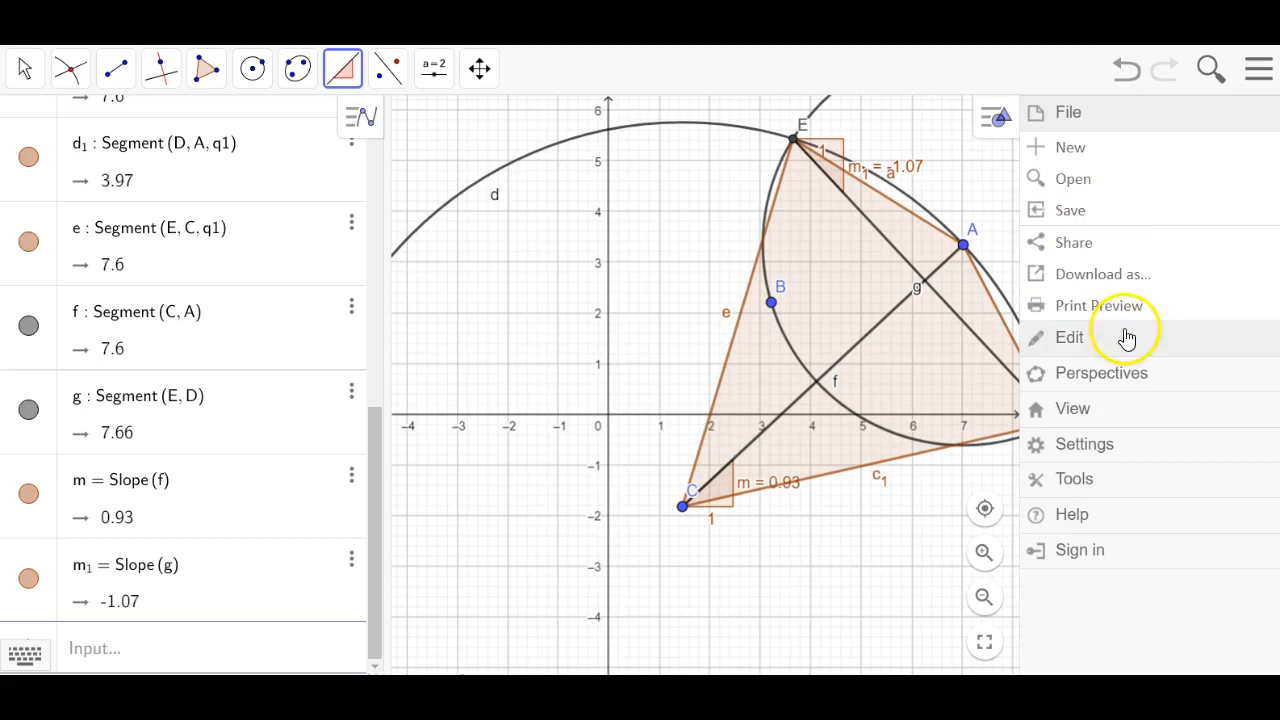 a=2
→ 7.6
d₁ : Segment (D, A, q1)
→ 3.97
e : Segment (E, C, q1)
→ 7.6
f : Segment (C, A)
→ 7.6
g : Segment (E, D)
→ 7.66
m = Slope (f)
→ 0.93
m₁ = Slope (g)
→ -1.07
Input...
6
5
4
3
2
1
0
−1
−2
−3
−4
−4 −3 −2 −1 1 2 3 4 5 6 7
d
E
1
m₁ = -1.07
a
A
B
g
e
f
C
m = 0.93
1
c₁
File
New
Open
Save
Share
Download as...
Print Preview
Edit
Perspectives
View
Settings
Tools
Help
Sign in